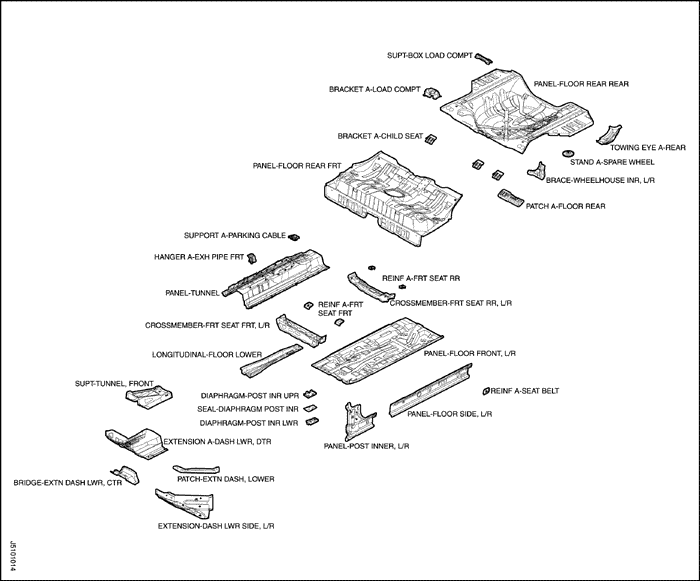 SUPT-BOX LOAD COMPT
PANEL-FLOOR REAR REAR
BRACKET A-LOAD COMPT
BRACKET A-CHILD SEAT
TOWING EYE A-REAR
PANEL-FLOOR REAR FRT
STAND A-SPARE WHEEL
BRACE-WHEELHOUSE INR, L/R
PATCH A-FLOOR REAR
SUPPORT A-PARKING CABLE
HANGER A-EXH PIPE FRT
REINF A-FRT SEAT RR
PANEL-TUNNEL
REINF A-FRT
SEAT FRT
CROSSMEMBER-FRT SEAT RR, L/R
CROSSMEMBER-FRT SEAT FRT, L/R
LONGITUDINAL-FLOOR LOWER
PANEL-FLOOR FRONT, L/R
SUPT-TUNNEL, FRONT
DIAPHRAGM-POST INR UPR
REINF A-SEAT BELT
SEAL-DIAPHRAGM POST INR
PANEL-FLOOR SIDE, L/R
DIAPHRAGM-POST INR LWR
EXTENSION A-DASH LWR, DTR
PANEL-POST INNER, L/R
BRIDGE-EXTN DASH LWR, CTR
PATCH-EXTN DASH, LOWER
EXTENSION-DASH LWR SIDE, L/R
J5101014